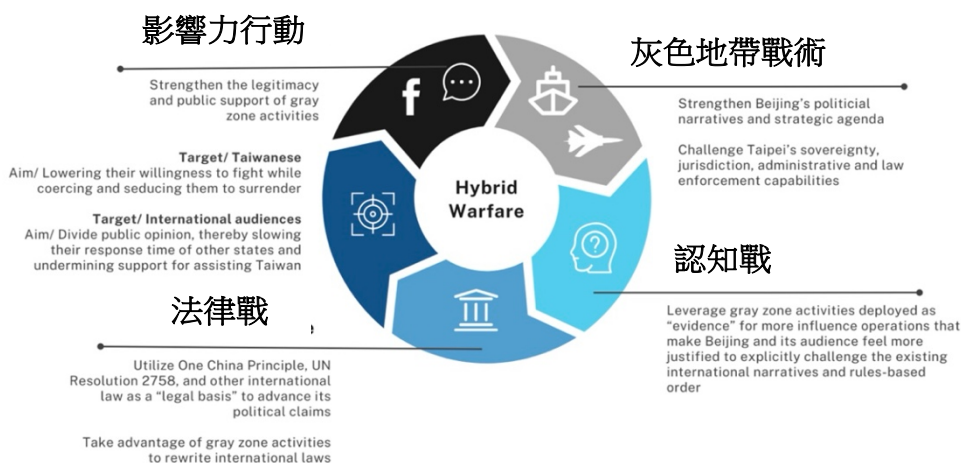 影響力行動
Strengthen the legitimacy
and public support of gray
zone activities
Target/ Taiwanese
Aim/ Lowering their willingness to fight while
coercing and seducing them to surrender
Target/ International audiences
Aim/ Divide public opinion, thereby slowing
their response time of other states and
undermining support for assisting Taiwan
法律戰
Utilize One China Principle, UN
Resolution 2758, and other international
law as a “legal basis” to advance its
political claims
Take advantage of gray zone activities
to rewrite international laws
f
Hybrid
Warfare
?
灰色地帶戰術
Strengthen Beijing’s politicial
narratives and strategic agenda
Challenge Taipei’s sovereignty,
jurisdiction, administrative and law
enforcement capabilities
認知戰
Leverage gray zone activities deployed as
“evidence” for more influence operations that
make Beijing and its audience feel more
justified to explicitly challenge the existing
international narratives and rules-based
order